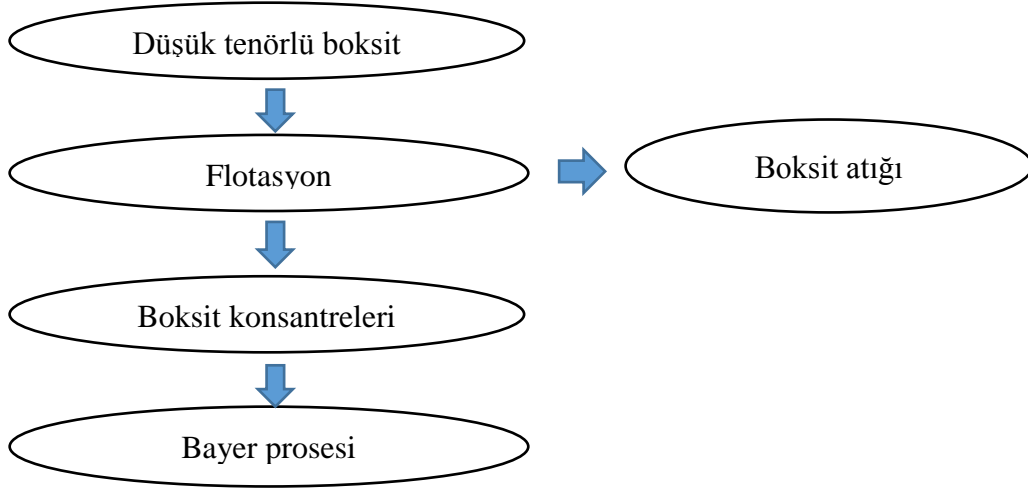 Düşük tenörlü boksit
Flotasyon
Boksit atığı
Boksit konsantreleri
Bayer prosesi